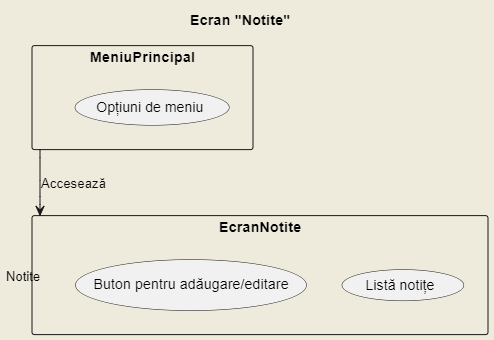 Ecran "Notite"
MeniuPrincipal
Opțiuni de meniu
Accesează
EcranNotite
Notite
Buton pentru adăugare/editare
Listă notițe